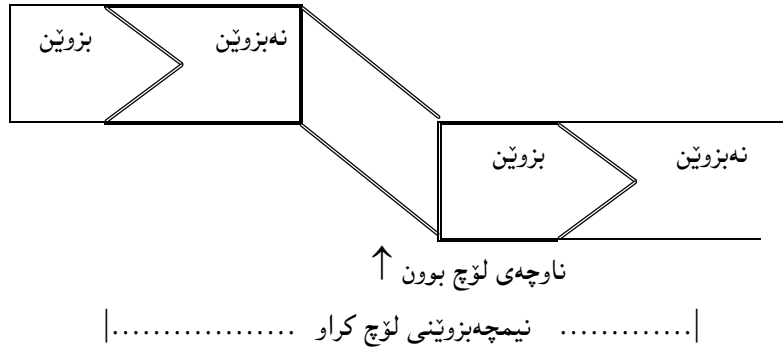 بزوێن
نەبزوێن
بزوێن
نەبزوێن
ناوچەی لۆچ بوون ↑
|................. نیمچەبزوێنی لۆچ کراو .............|